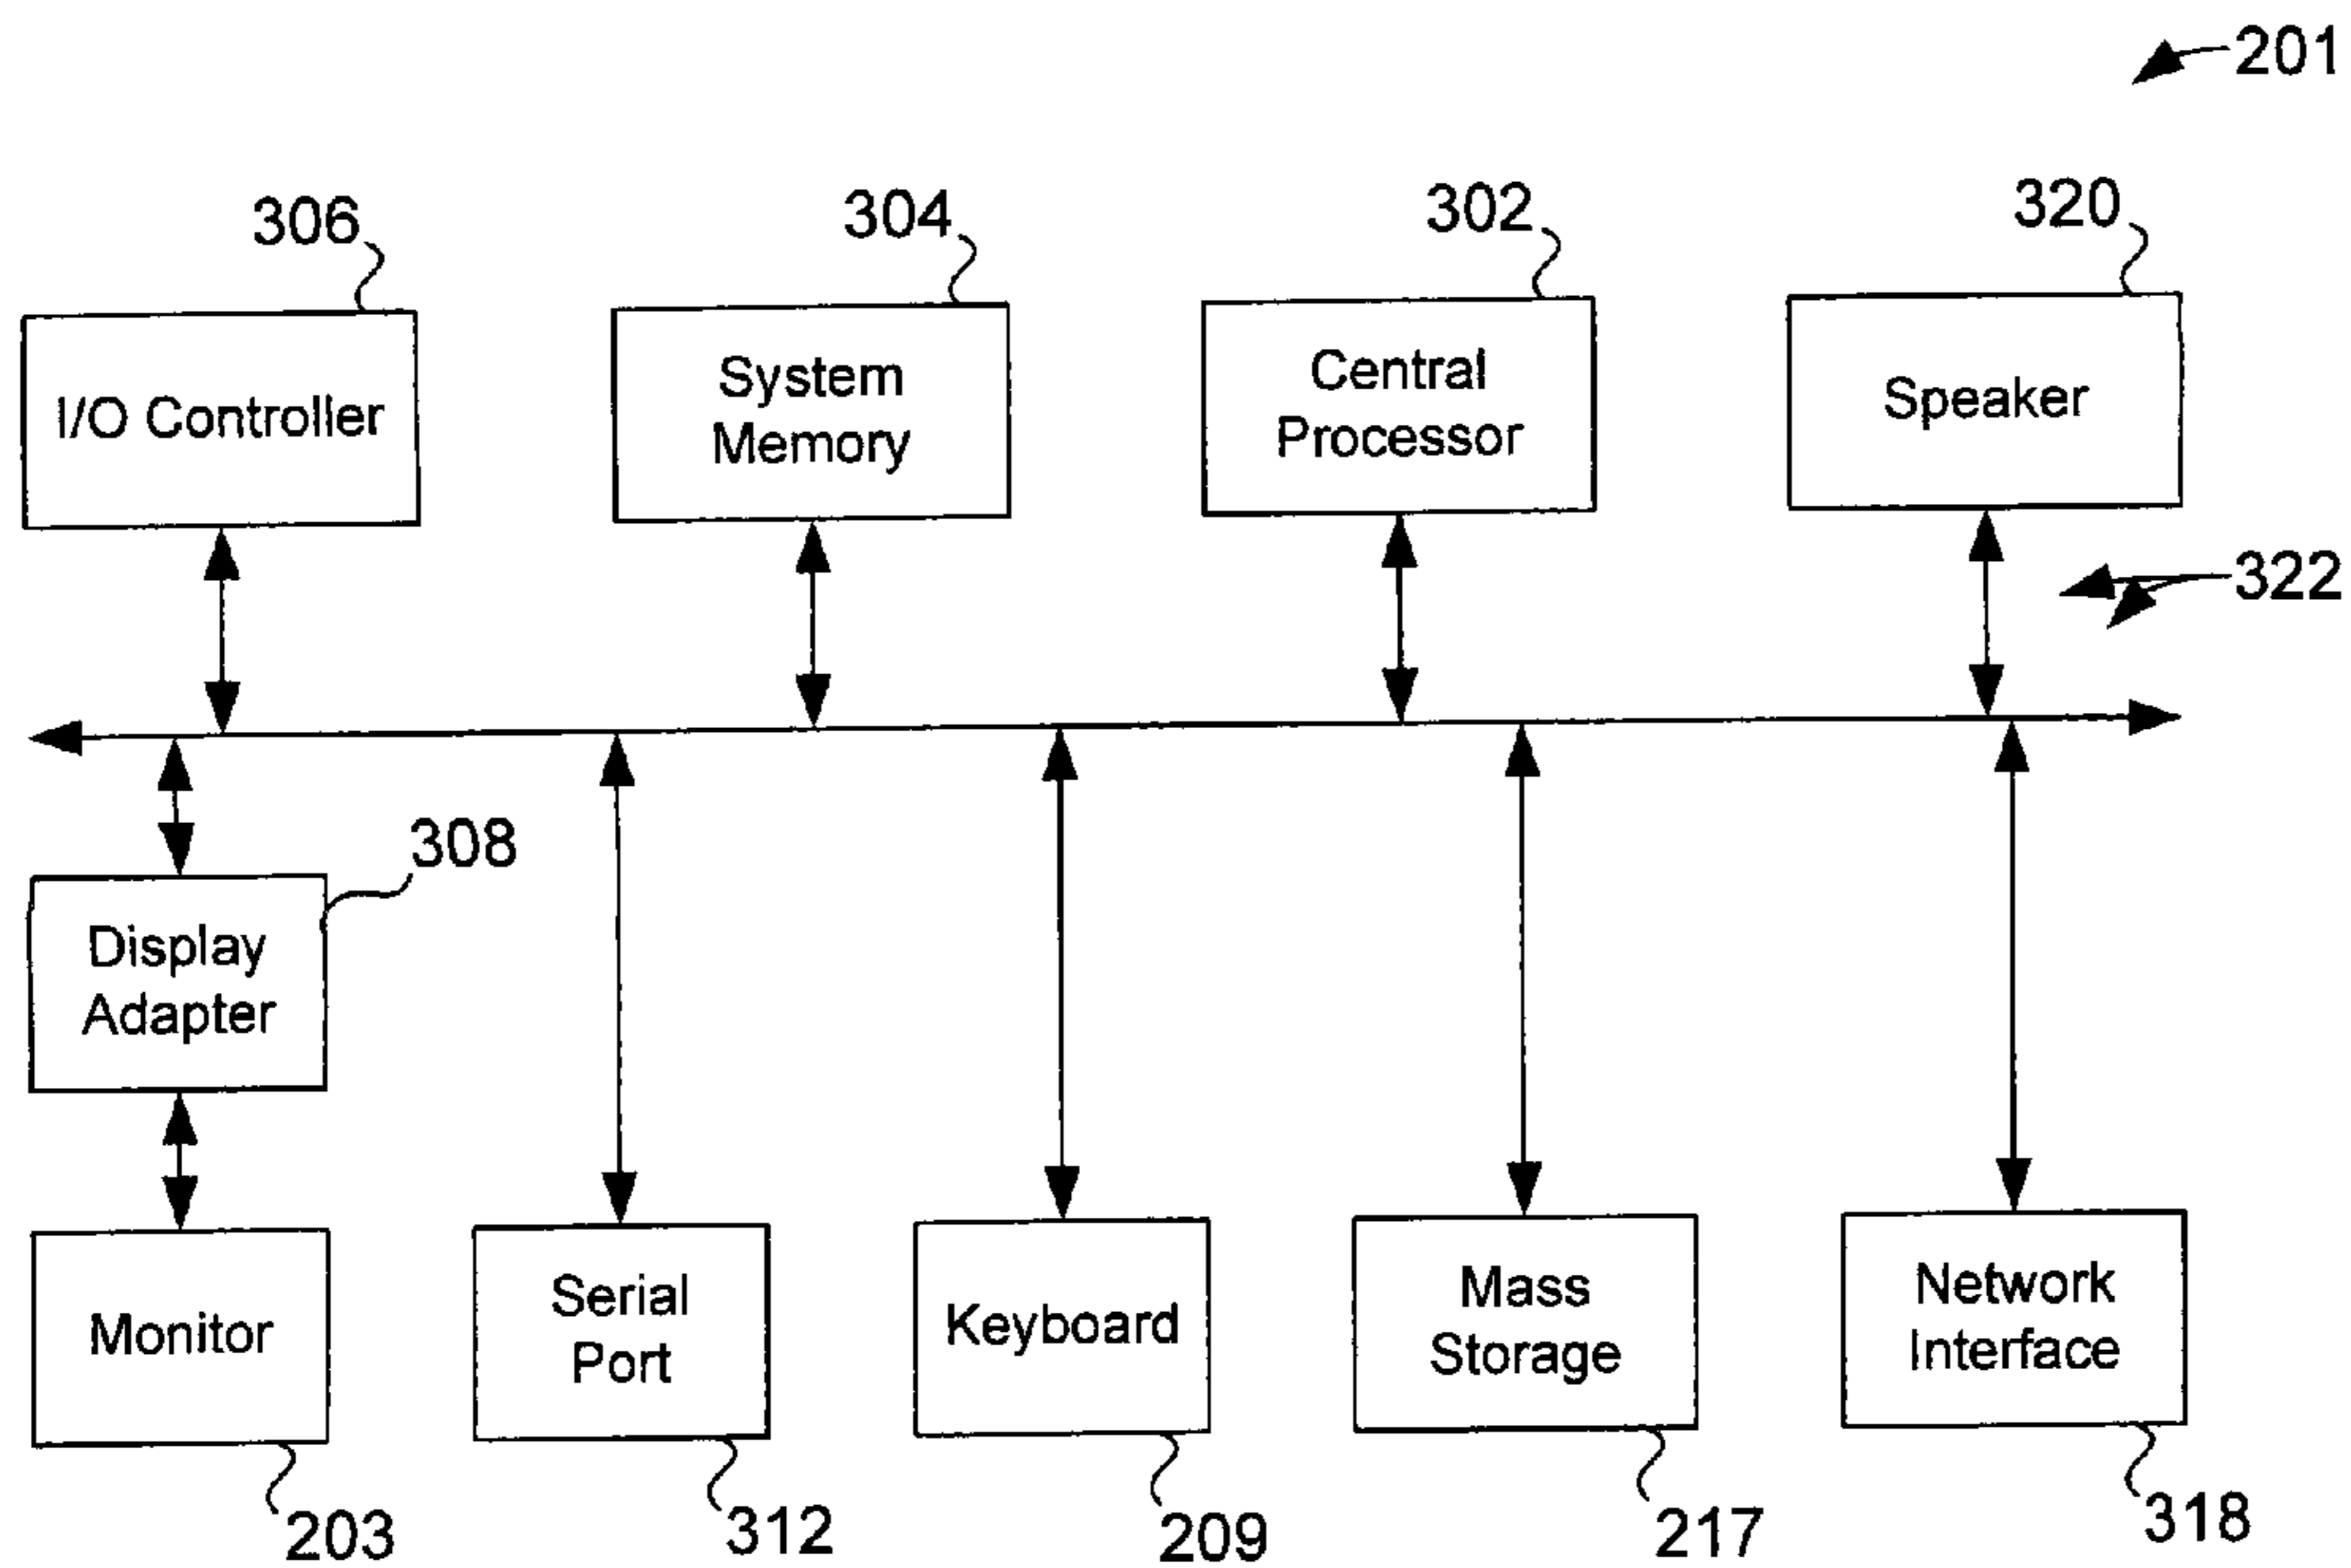 201
306
304
302
320
I/O Controller
System
Memory
Central
Processor
Speaker
322
308
Display
Adapter
Monitor
Serial
Port
Keyboard
Mass
Storage
Network
Interface
203
312
209
217
318